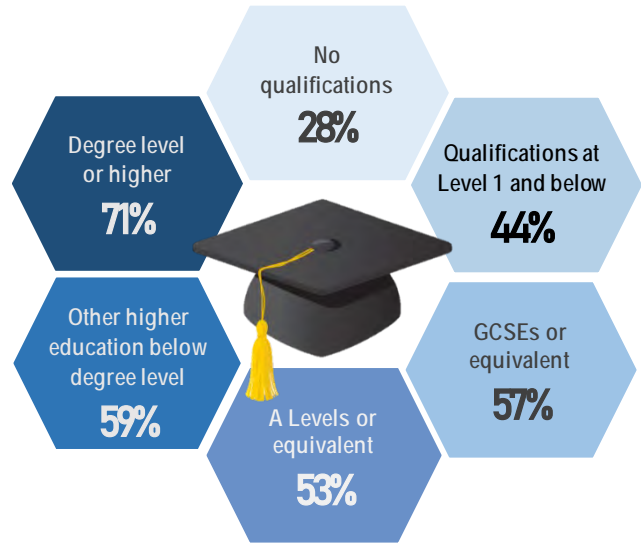 No
qualifications
28%
Qualifications at
Level 1 and below
44%
GCSEs or
equivalent
57%
A Levels or
equivalent
53%
Other higher
education below
degree level
59%
Degree level
or higher
71%